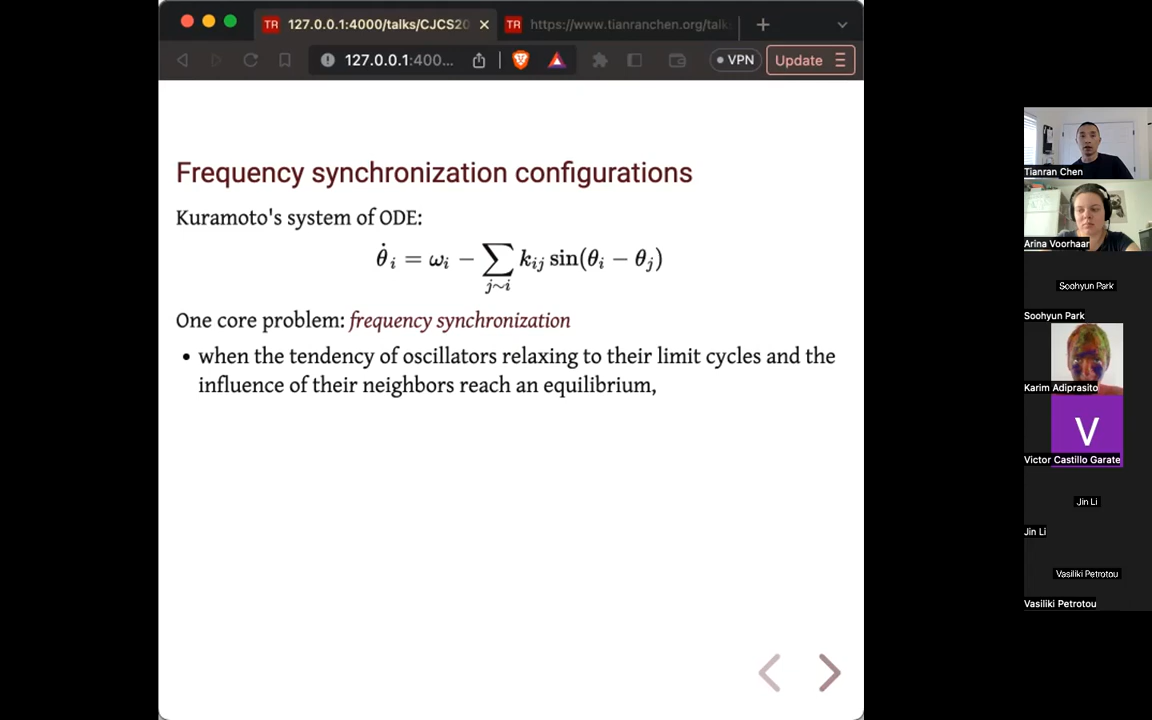 TR 127.0.0.1:4000/talks/CJCS20
TR https://www.tianranchen.org/talk
127.0.0.1:400...
VPN
Update
Frequency synchronization configurations
Kuramoto's system of ODE:
θ̇ᵢ = ωᵢ − ∑_{j∼i} kᵢⱼ sin(θᵢ − θⱼ)
One core problem: frequency synchronization
• when the tendency of oscillators relaxing to their limit cycles and the
influence of their neighbors reach an equilibrium,
Tianran Chen
Arina Voorhaar
Soohyun Park
Soohyun Park
Karim Adiprasito
V
Victor Castillo Garate
Jin Li
Jin Li
Vasiliki Petrotou
Vasiliki Petrotou